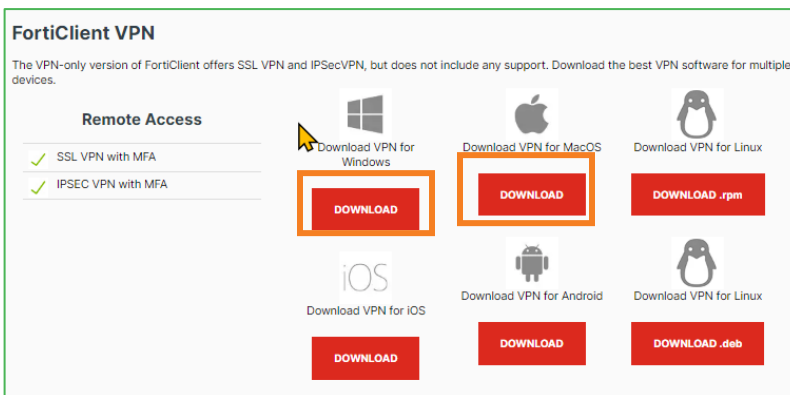 FortiClient VPN
The VPN-only version of FortiClient offers SSL VPN and IPSecVPN, but does not include any support. Download the best VPN software for multiple
devices.
Remote Access
SSL VPN with MFA
IPSEC VPN with MFA
Download VPN for
Windows
DOWNLOAD
Download VPN for MacOS
DOWNLOAD
Download VPN for Linux
DOWNLOAD .rpm
iOS
Download VPN for iOS
DOWNLOAD
Download VPN for Android
DOWNLOAD
Download VPN for Linux
DOWNLOAD .deb